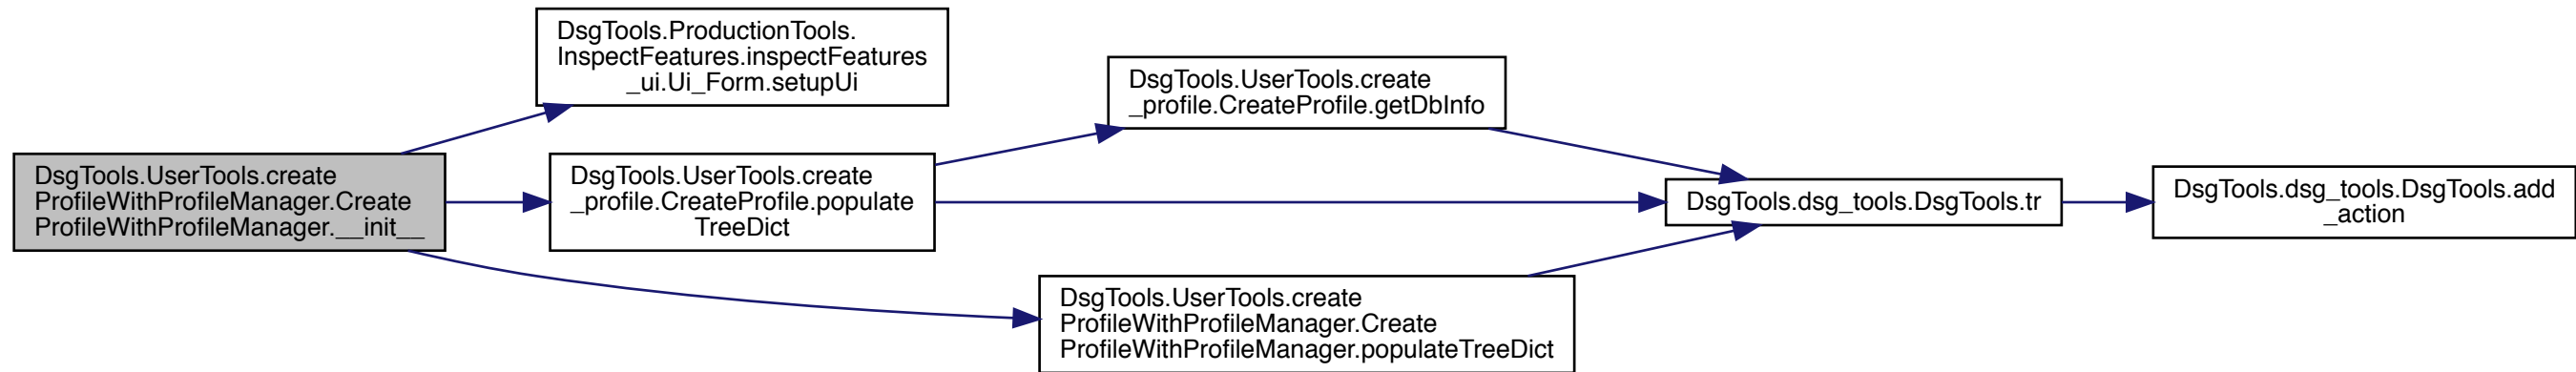 DsgTools.UserTools.create
ProfileWithProfileManager.Create
ProfileWithProfileManager.__init__
DsgTools.ProductionTools.
InspectFeatures.inspectFeatures
_ui.Ui_Form.setupUi
DsgTools.UserTools.create
_profile.CreateProfile.populate
TreeDict
DsgTools.UserTools.create
_profile.CreateProfile.getDbInfo
DsgTools.UserTools.create
ProfileWithProfileManager.Create
ProfileWithProfileManager.populateTreeDict
DsgTools.dsg_tools.DsgTools.tr
DsgTools.dsg_tools.DsgTools.add
_action